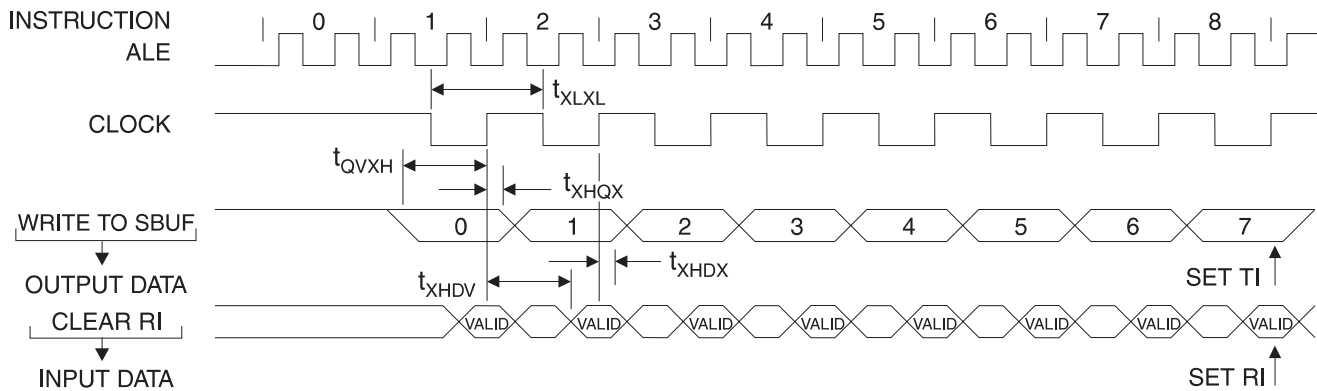 INSTRUCTION 0 1 2 3 4 5 6 7 8
ALE
tXLXL
CLOCK
tQVXH
tXHQX
WRITE TO SBUF 0 1 2 3 4 5 6 7
tXHDX
tXHDV
OUTPUT DATA SET TI
CLEAR RI VALID VALID VALID VALID VALID VALID VALID VALID
INPUT DATA SET RI